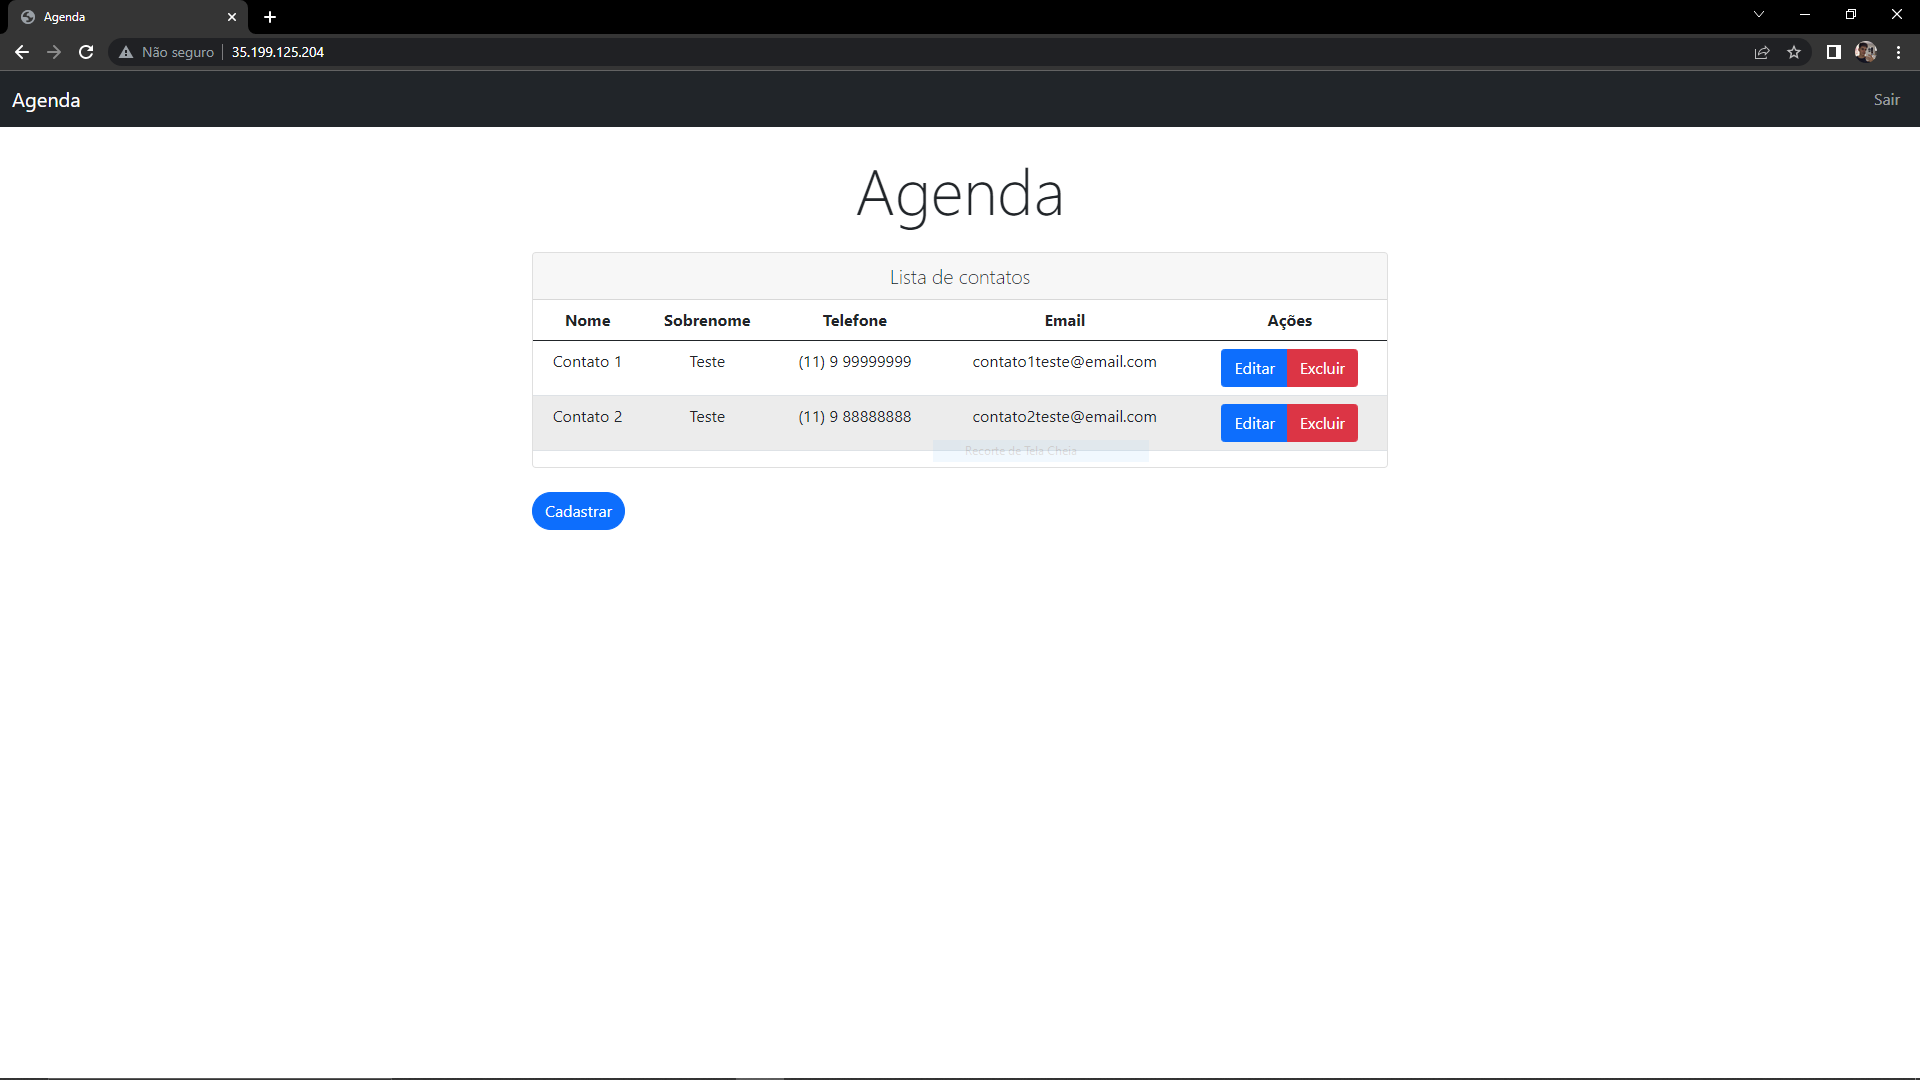 Agenda
Não seguro 35.199.125.204
Agenda Sair
Agenda
Lista de contatos
Nome Sobrenome Telefone Email Ações
Contato 1 Teste (11) 9 99999999 contato1teste@email.com Editar Excluir
Contato 2 Teste (11) 9 88888888 contato2teste@email.com Editar Excluir
Recorte de Tela Cheia
Cadastrar